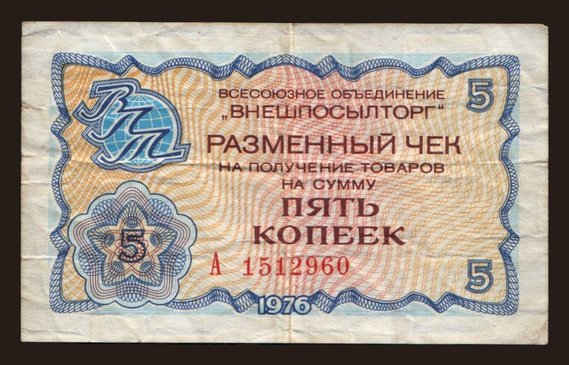 ВПТ
ВСЕСОЮЗНОЕ ОБЪЕДИНЕНИЕ
5
„ВНЕШПОСЫЛТОРГ“
РАЗМЕННЫЙ ЧЕК
НА ПОЛУЧЕНИЕ ТОВАРОВ
НА СУММУ
ПЯТЬ
5
КОПЕЕК
А 1512960
5
1976